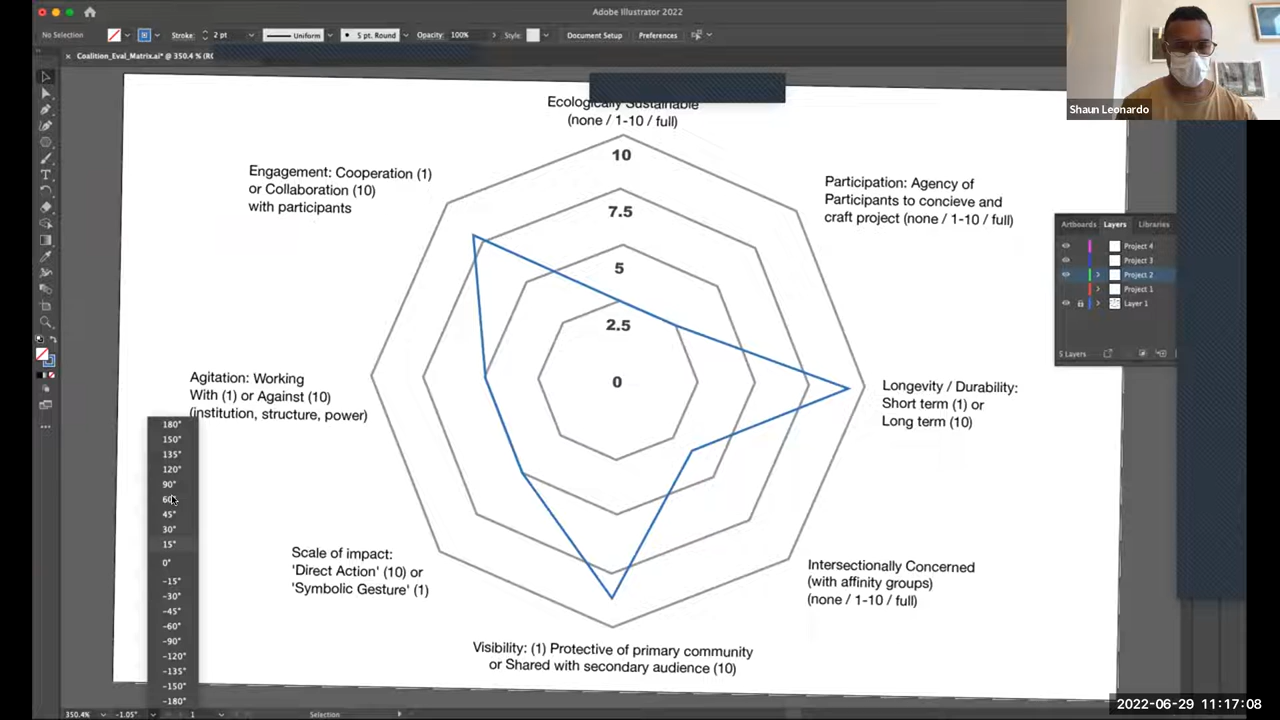 Adobe Illustrator 2022
No Selection
Stroke:
2 pt
Uniform
5 pt. Round
Opacity:
100%
Style:
Document Setup
Preferences
Coalition_Eval_Matrix.ai* @ 350.4 %
Shaun Leonardo
Ecologically Sustainable
(none / 1-10 / full)
Engagement: Cooperation (1)
or Collaboration (10)
with participants
Participation: Agency of
Participants to concieve and
craft project (none / 1-10 / full)
10
7.5
5
2.5
0
Artboards
Layers
Libraries
Project 4
Project 3
Project 2
Project 1
Layer 1
5 Layers
Agitation: Working
With (1) or Against (10)
(institution, structure, power)
Longevity / Durability:
Short term (1) or
Long term (10)
180°
150°
135°
120°
90°
60°
45°
30°
15°
0°
-15°
-30°
-45°
-60°
-90°
-120°
-135°
-150°
-180°
Scale of impact:
'Direct Action' (10) or
'Symbolic Gesture' (1)
Intersectionally Concerned
(with affinity groups)
(none / 1-10 / full)
Visibility: (1) Protective of primary community
or Shared with secondary audience (10)
350.4%
-1.05°
1
Selection
2022-06-29 11:17:08